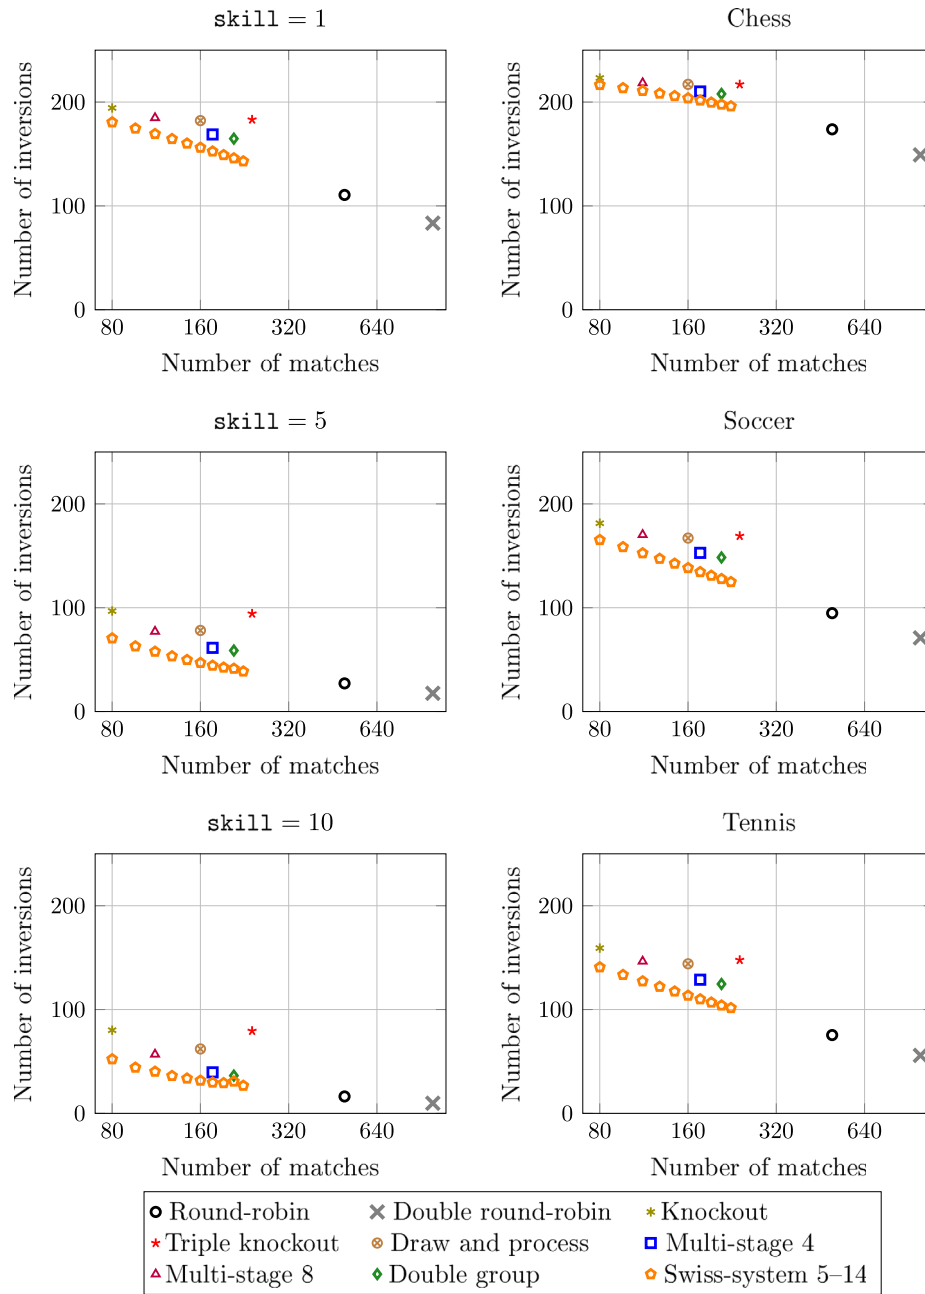 skill = 1
Chess
Number of inversions
200
100
0
80 160 320 640
Number of matches
Number of inversions
200
100
0
80 160 320 640
Number of matches
skill = 5
Soccer
Number of inversions
200
100
0
80 160 320 640
Number of matches
Number of inversions
200
100
0
80 160 320 640
Number of matches
skill = 10
Tennis
Number of inversions
200
100
0
80 160 320 640
Number of matches
Number of inversions
200
100
0
80 160 320 640
Number of matches
Round-robin Double round-robin Knockout
Triple knockout Draw and process Multi-stage 4
Multi-stage 8 Double group Swiss-system 5–14